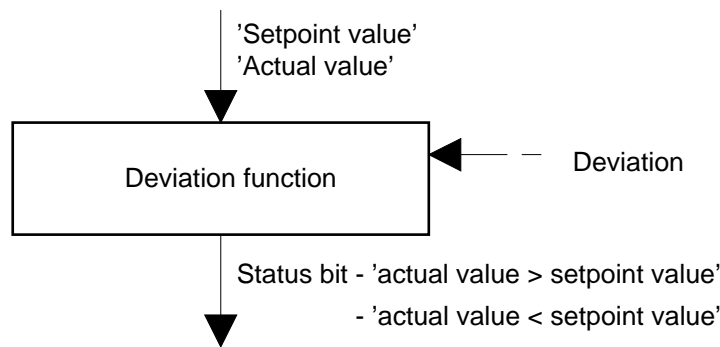 ’Setpoint value’
’Actual value’
Deviation function
Deviation
Status bit - ’actual value > setpoint value’
- ’actual value < setpoint value’